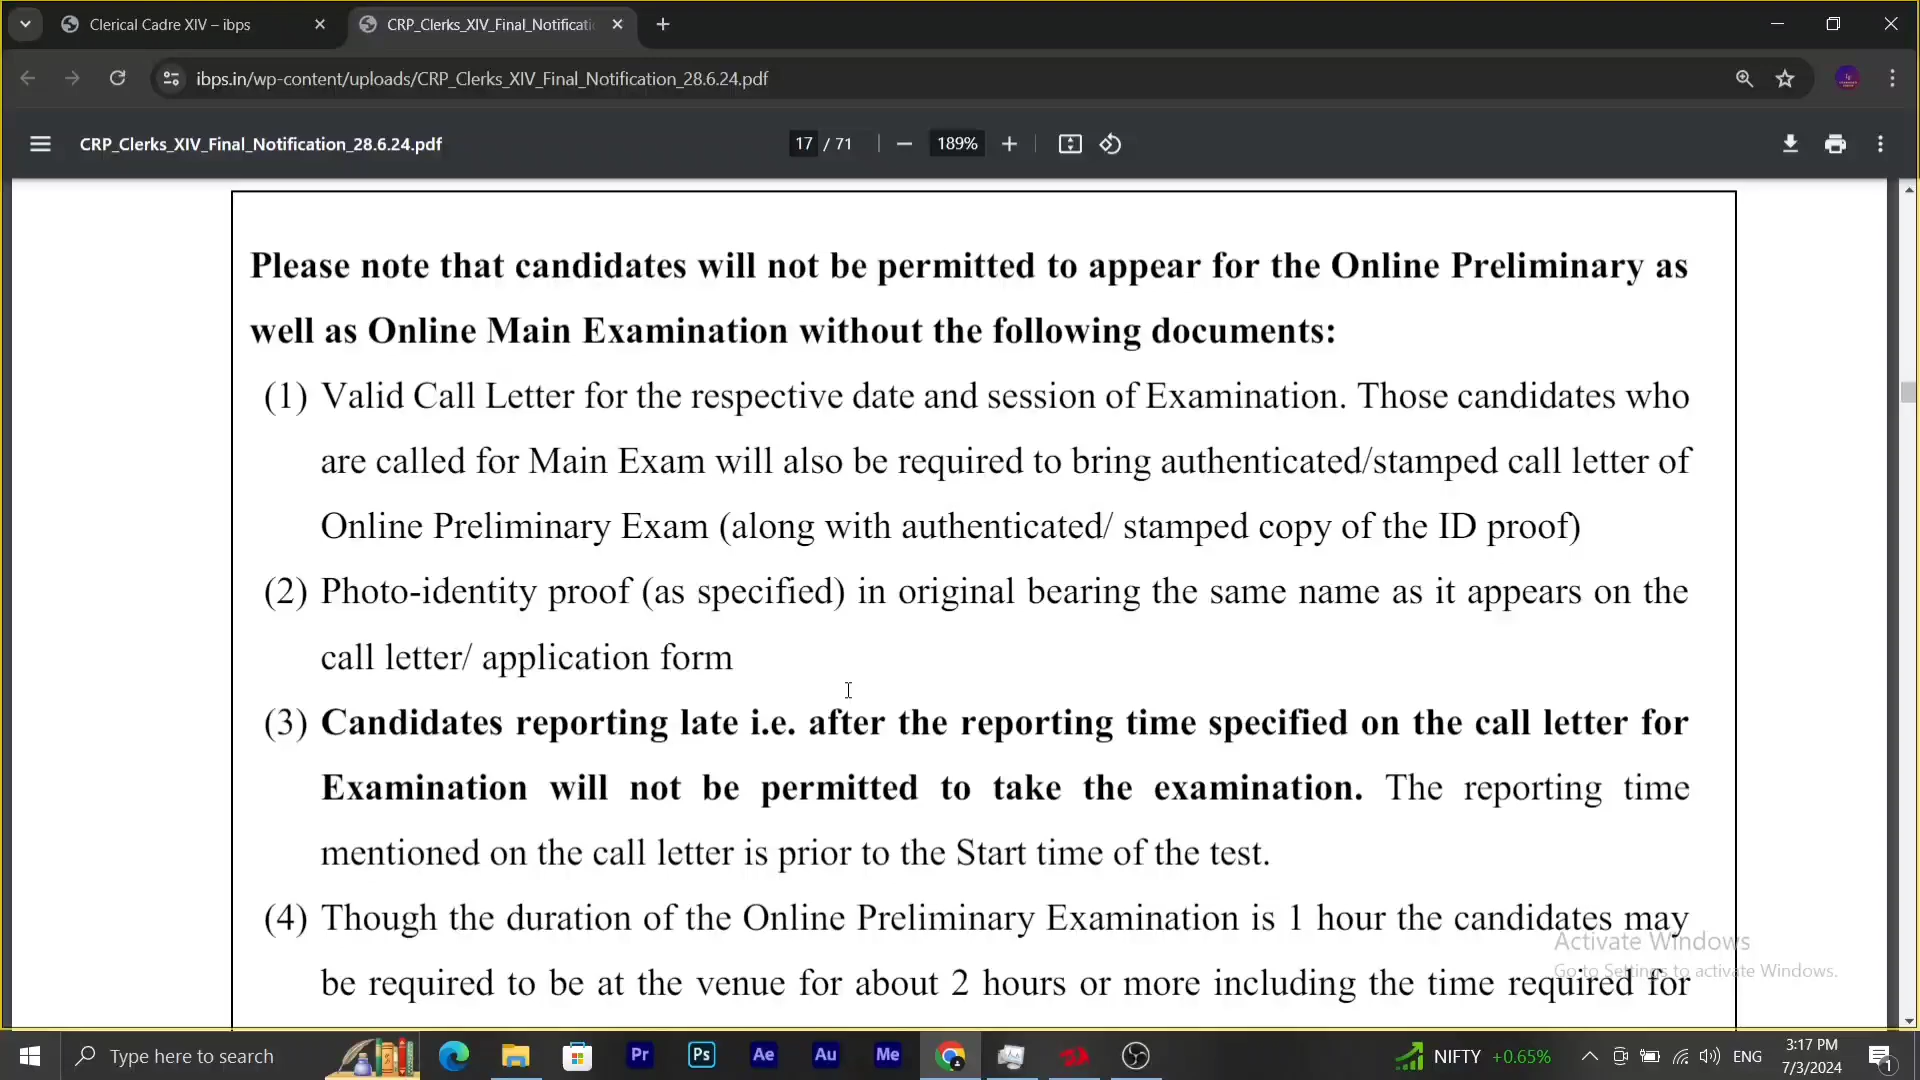 Clerical Cadre XIV – ibps
CRP_Clerks_XIV_Final_Notificati
ibps.in/wp-content/uploads/CRP_Clerks_XIV_Final_Notification_28.6.24.pdf
CRP_Clerks_XIV_Final_Notification_28.6.24.pdf
17 / 71
189%
Please note that candidates will not be permitted to appear for the Online Preliminary as
well as Online Main Examination without the following documents:
(1) Valid Call Letter for the respective date and session of Examination. Those candidates who
are called for Main Exam will also be required to bring authenticated/stamped call letter of
Online Preliminary Exam (along with authenticated/ stamped copy of the ID proof)
(2) Photo-identity proof (as specified) in original bearing the same name as it appears on the
call letter/ application form
(3) Candidates reporting late i.e. after the reporting time specified on the call letter for
Examination will not be permitted to take the examination. The reporting time
mentioned on the call letter is prior to the Start time of the test.
(4) Though the duration of the Online Preliminary Examination is 1 hour the candidates may
be required to be at the venue for about 2 hours or more including the time required for
Activate Windows
Go to Settings to activate Windows.
Type here to search
Pr
Ps
Ae
Au
Me
NIFTY +0.65%
ENG
3:17 PM
7/3/2024
1